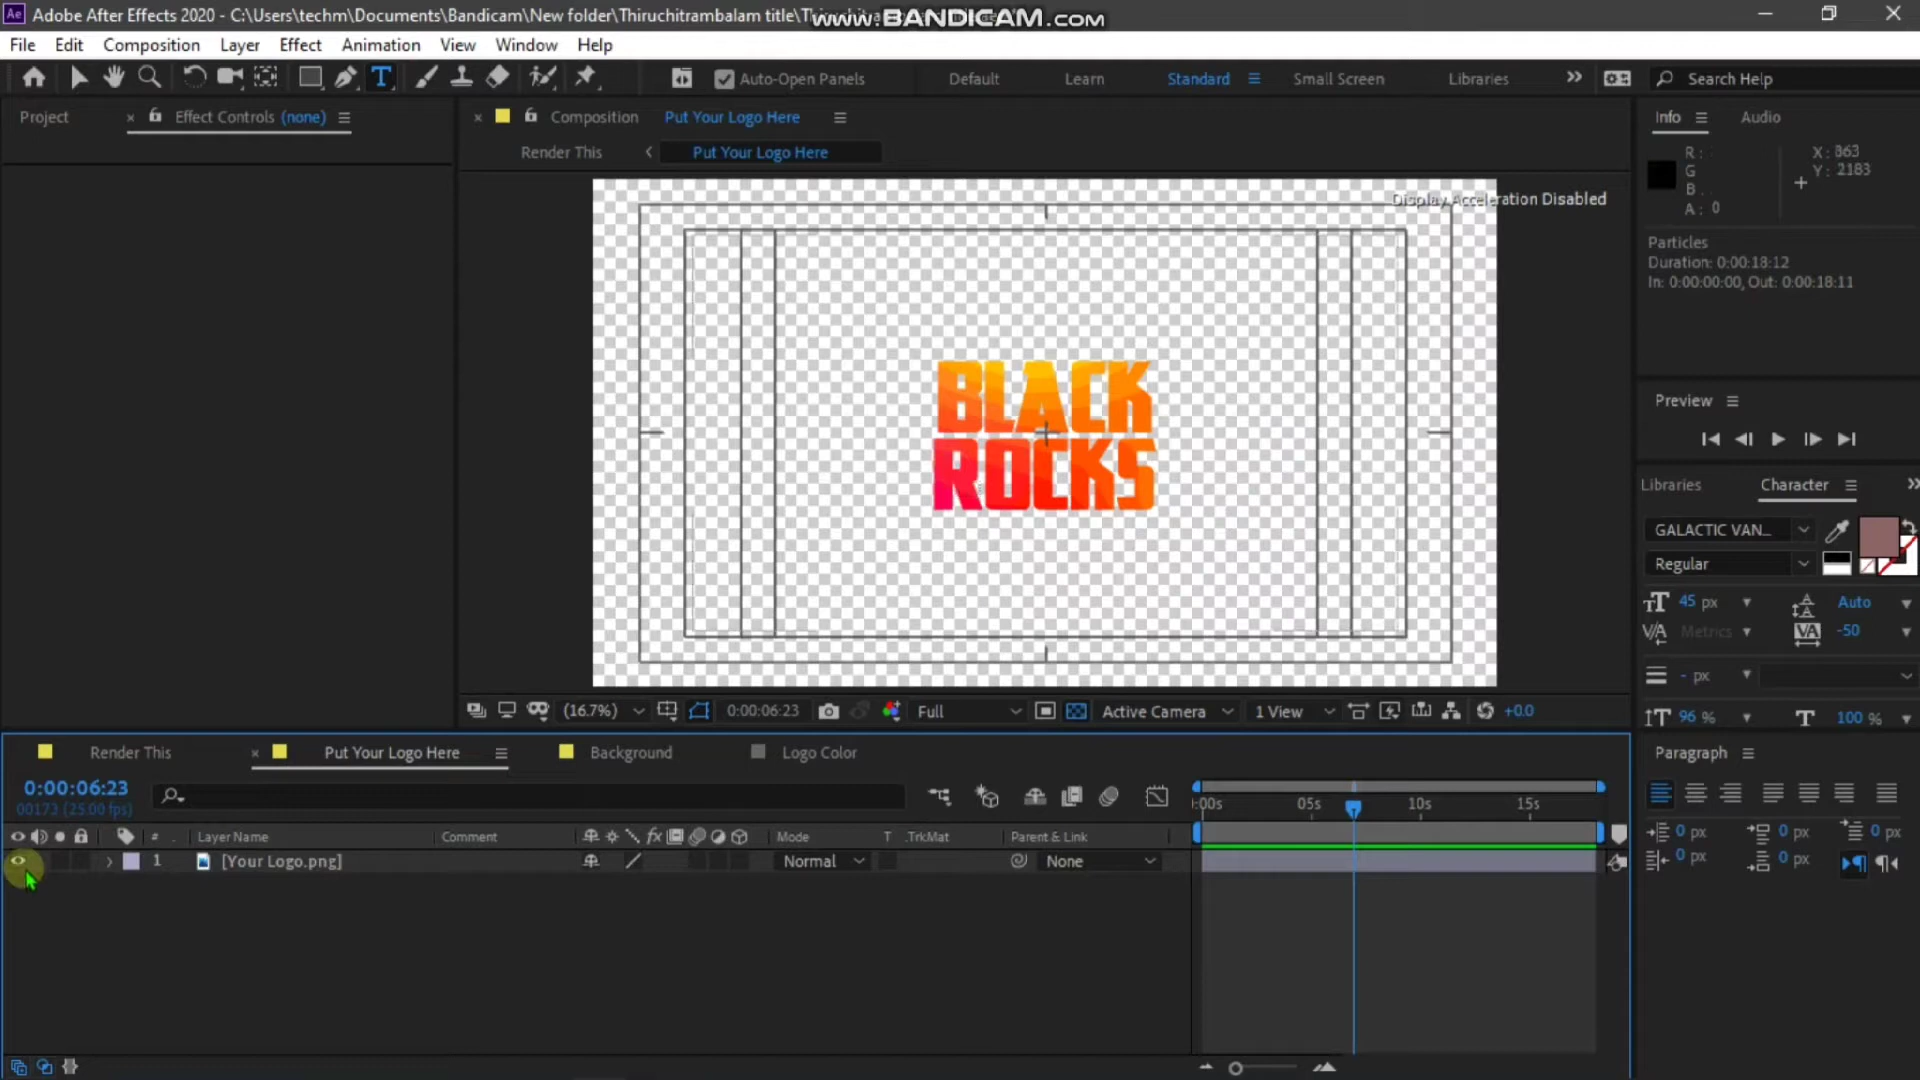 Adobe After Effects 2020 - C:\Users\techm\Documents\Bandicam\New folder\Thiruchitrambalam title\
www.BANDICAM.com
File Edit Composition Layer Effect Animation View Window Help
Auto-Open Panels Default Learn Standard Small Screen Libraries Search Help
Project Effect Controls (none)
Composition Put Your Logo Here
Render This Put Your Logo Here
Display Acceleration Disabled
BLACK
ROCKS
(16.7%) 0:00:06:23 Full Active Camera 1 View +0.0
Info Audio
R: X: 863
G Y: 2183
B.
A: 0
Particles
Duration: 0:00:18:12
In: 0:00:00:00, Out: 0:00:18:11
Preview
Libraries Character
GALACTIC VAN...
Regular
45 px Auto
Metrics -50
- px
96 % 100 %
Paragraph
0 px 0 px 0 px
0 px 0 px
Render This Put Your Logo Here Background Logo Color
0:00:06:23
00173 (25.00 fps)
:00s 05s 10s 15s
# Layer Name Comment fx Mode T .TrkMat Parent & Link
1 [Your Logo.png] Normal None